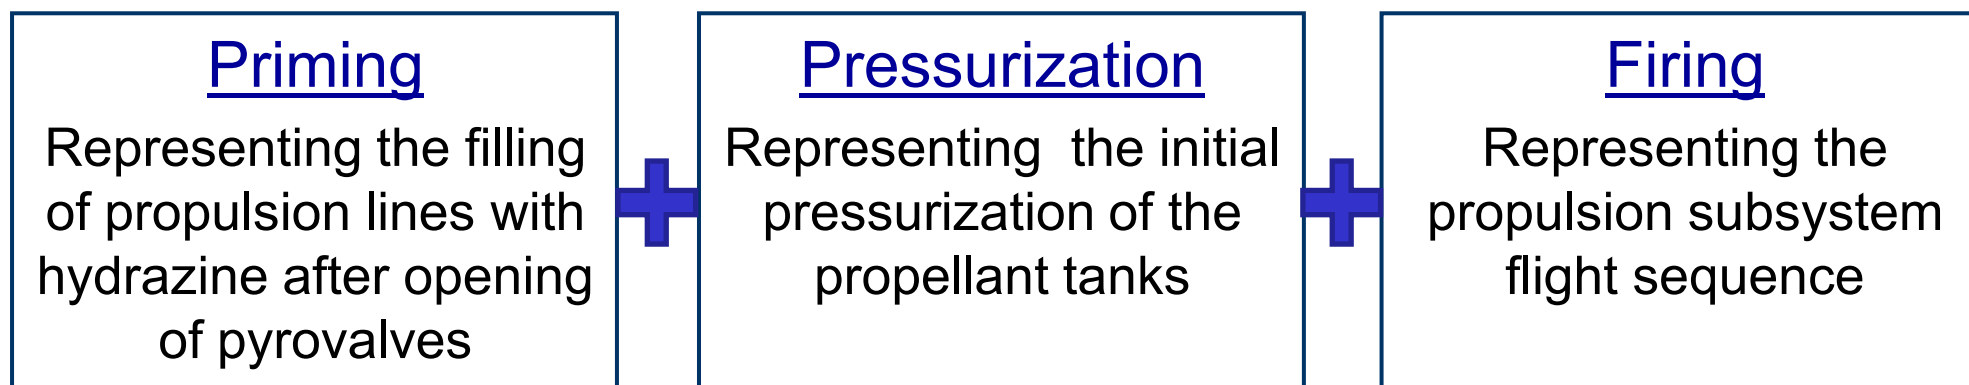 Priming
Representing the filling
of propulsion lines with
hydrazine after opening
of pyrovalves
Pressurization
Representing  the initial
pressurization of the
propellant tanks
Firing
Representing the
propulsion subsystem
flight sequence